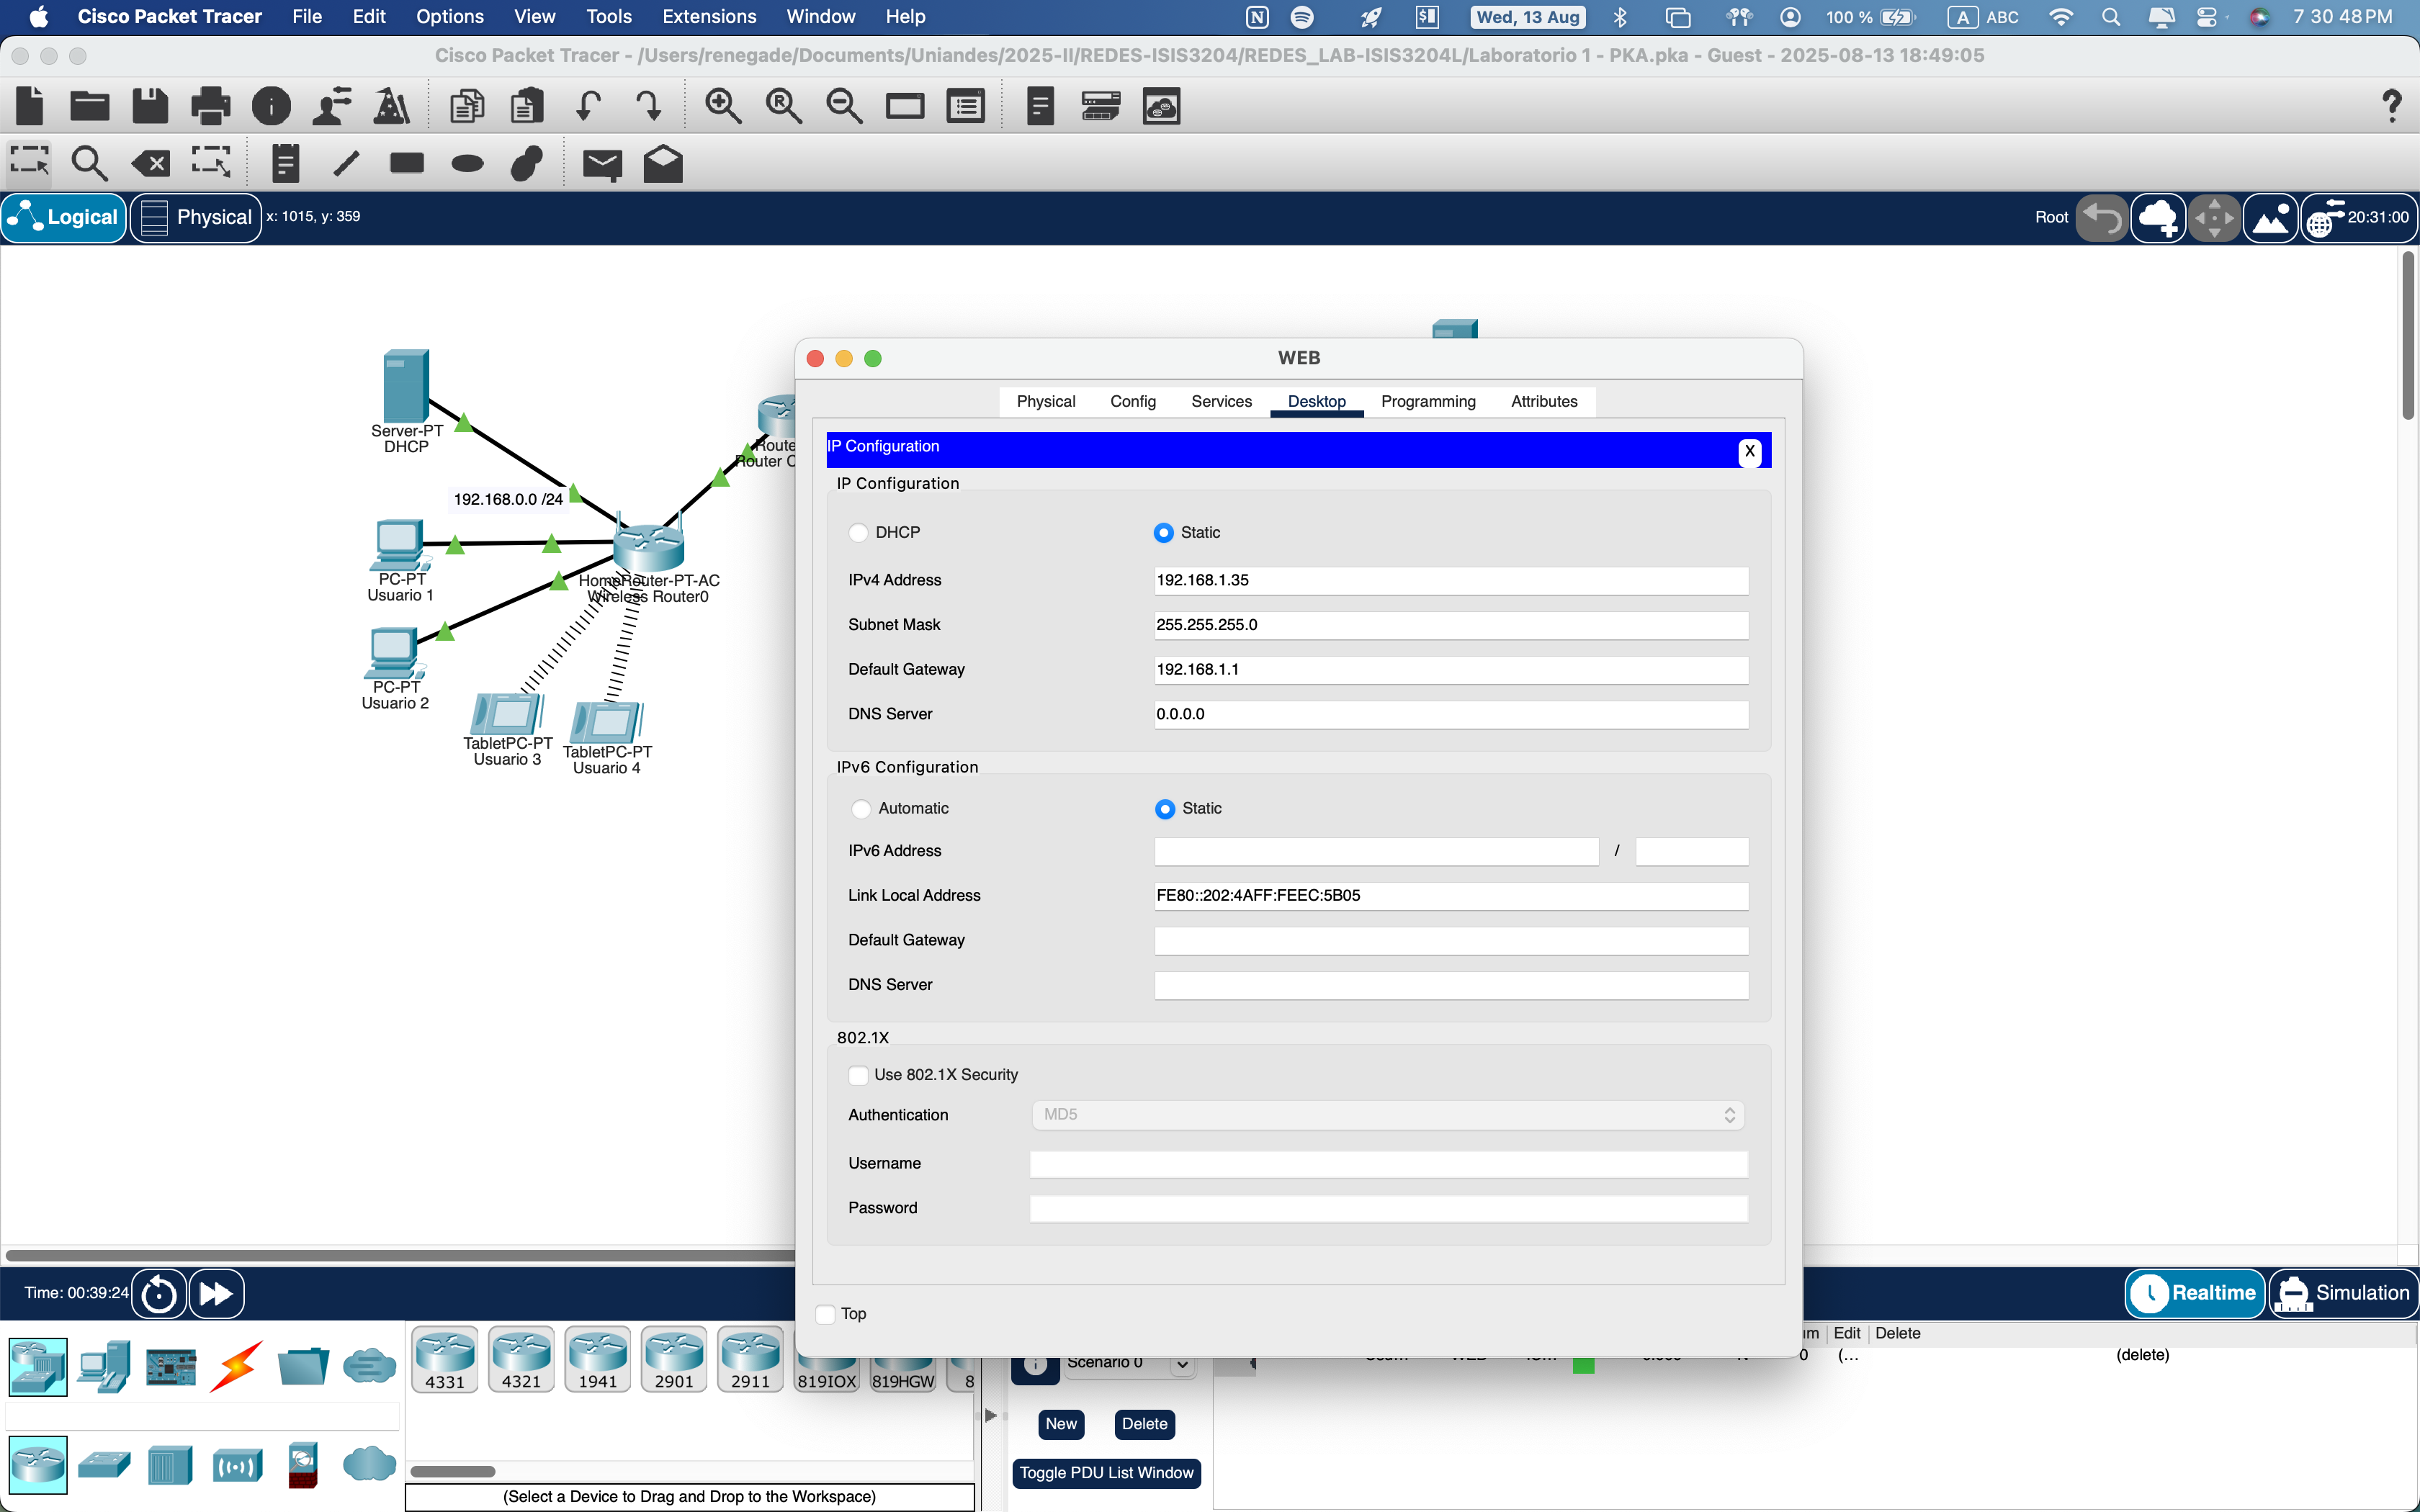 Cisco Packet Tracer File Edit Options View Tools Extensions Window Help
Wed, 13 Aug 100 % A ABC 7 30 48 PM
Cisco Packet Tracer - /Users/renegade/Documents/Uniandes/2025-II/REDES-ISIS3204/REDES_LAB-ISIS3204L/Laboratorio 1 - PKA.pka - Guest - 2025-08-13 18:49:05
Logical Physical x: 1015, y: 359 Root 20:31:00
Server-PT
DHCP
192.168.0.0 /24
PC-PT
Usuario 1
PC-PT
Usuario 2
TabletPC-PT
Usuario 3
TabletPC-PT
Usuario 4
HomeRouter-PT-AC
Wireless Router0
Route
Router C
WEB
Physical Config Services Desktop Programming Attributes
IP Configuration X
IP Configuration
DHCP Static
IPv4 Address 192.168.1.35
Subnet Mask 255.255.255.0
Default Gateway 192.168.1.1
DNS Server 0.0.0.0
IPv6 Configuration
Automatic Static
IPv6 Address /
Link Local Address FE80::202:4AFF:FEEC:5B05
Default Gateway
DNS Server
802.1X
Use 802.1X Security
Authentication MD5
Username
Password
Top
Time: 00:39:24 Realtime Simulation
4331 4321 1941 2901 2911 819IOX 819HGW 8
(Select a Device to Drag and Drop to the Workspace)
Scenario 0
New Delete
Toggle PDU List Window
Edit Delete
0 (... (delete)